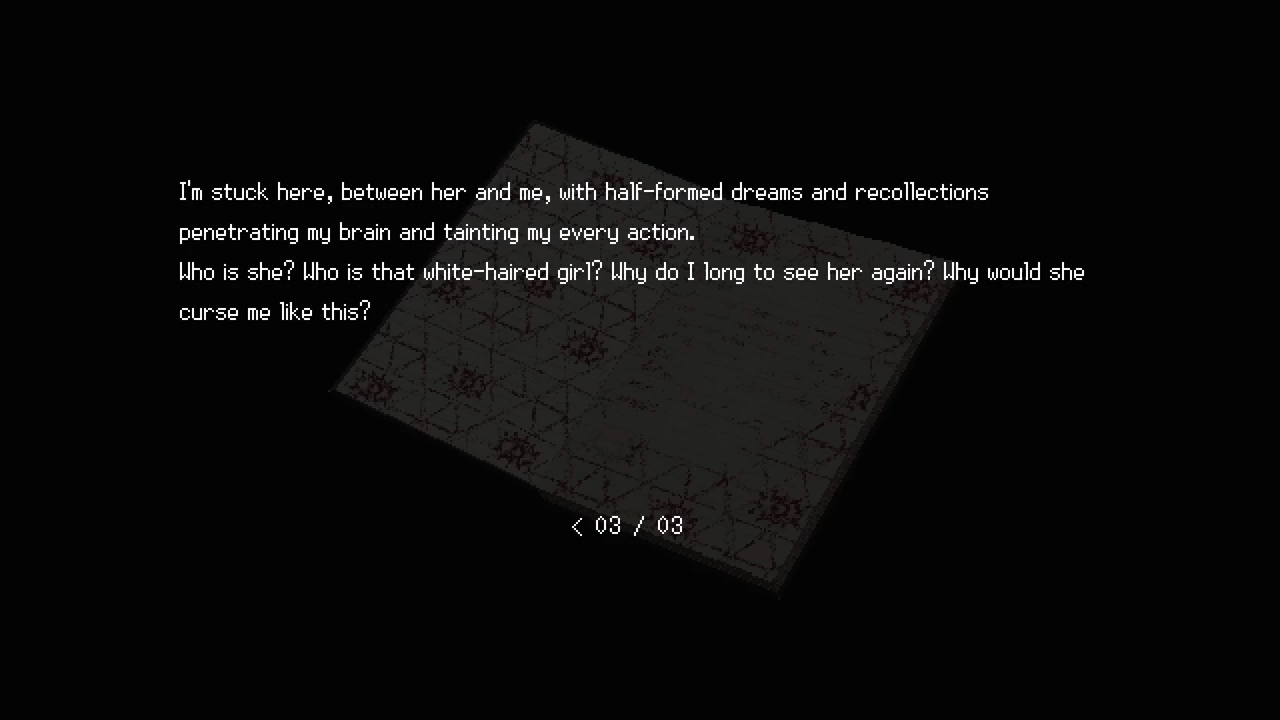 I'm stuck here, between her and me, with half-formed dreams and recollections
penetrating my brain and tainting my every action.
Who is she? Who is that white-haired girl? Why do I long to see her again? Why would she
curse me like this?
< 03 / 03